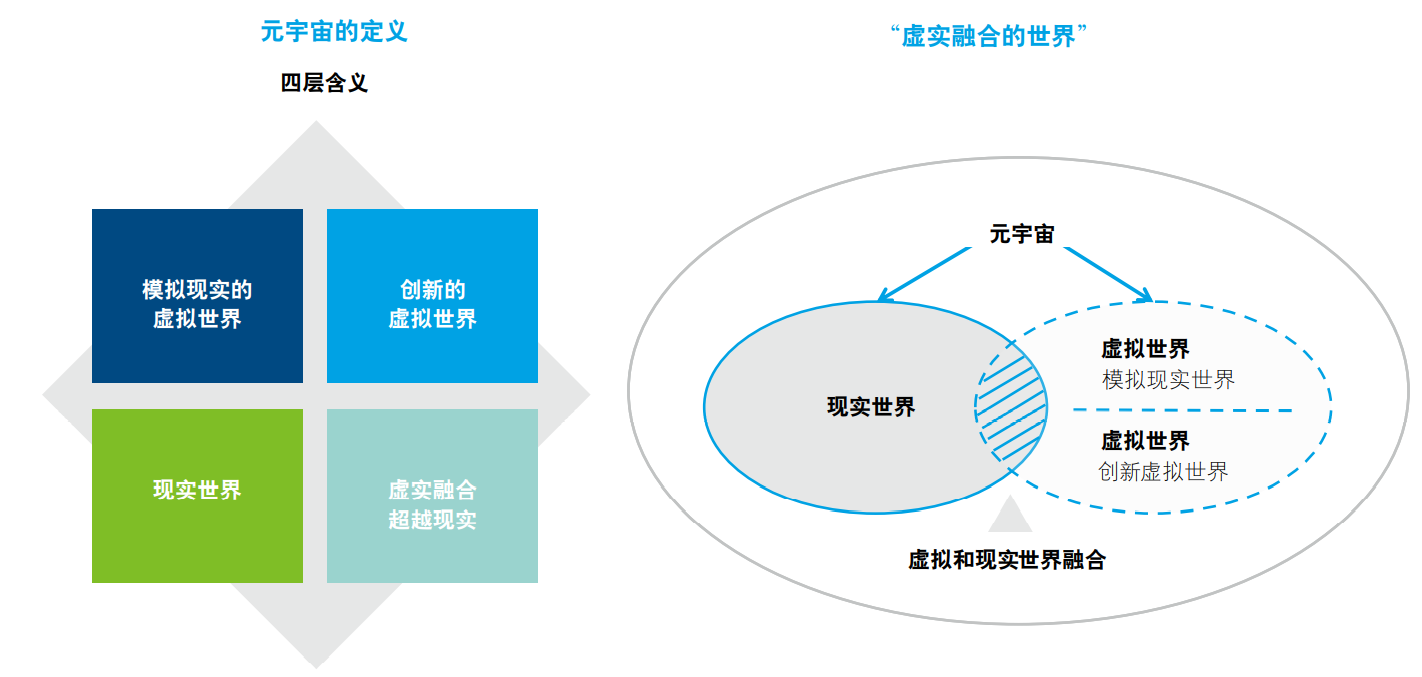 元宇宙的定义
四层含义
模拟现实的
虚拟世界
创新的
虚拟世界
现实世界
虚实融合
超越现实
“虚实融合的世界”
元宇宙
现实世界
虚拟世界
模拟现实世界
虚拟世界
创新虚拟世界
虚拟和现实世界融合